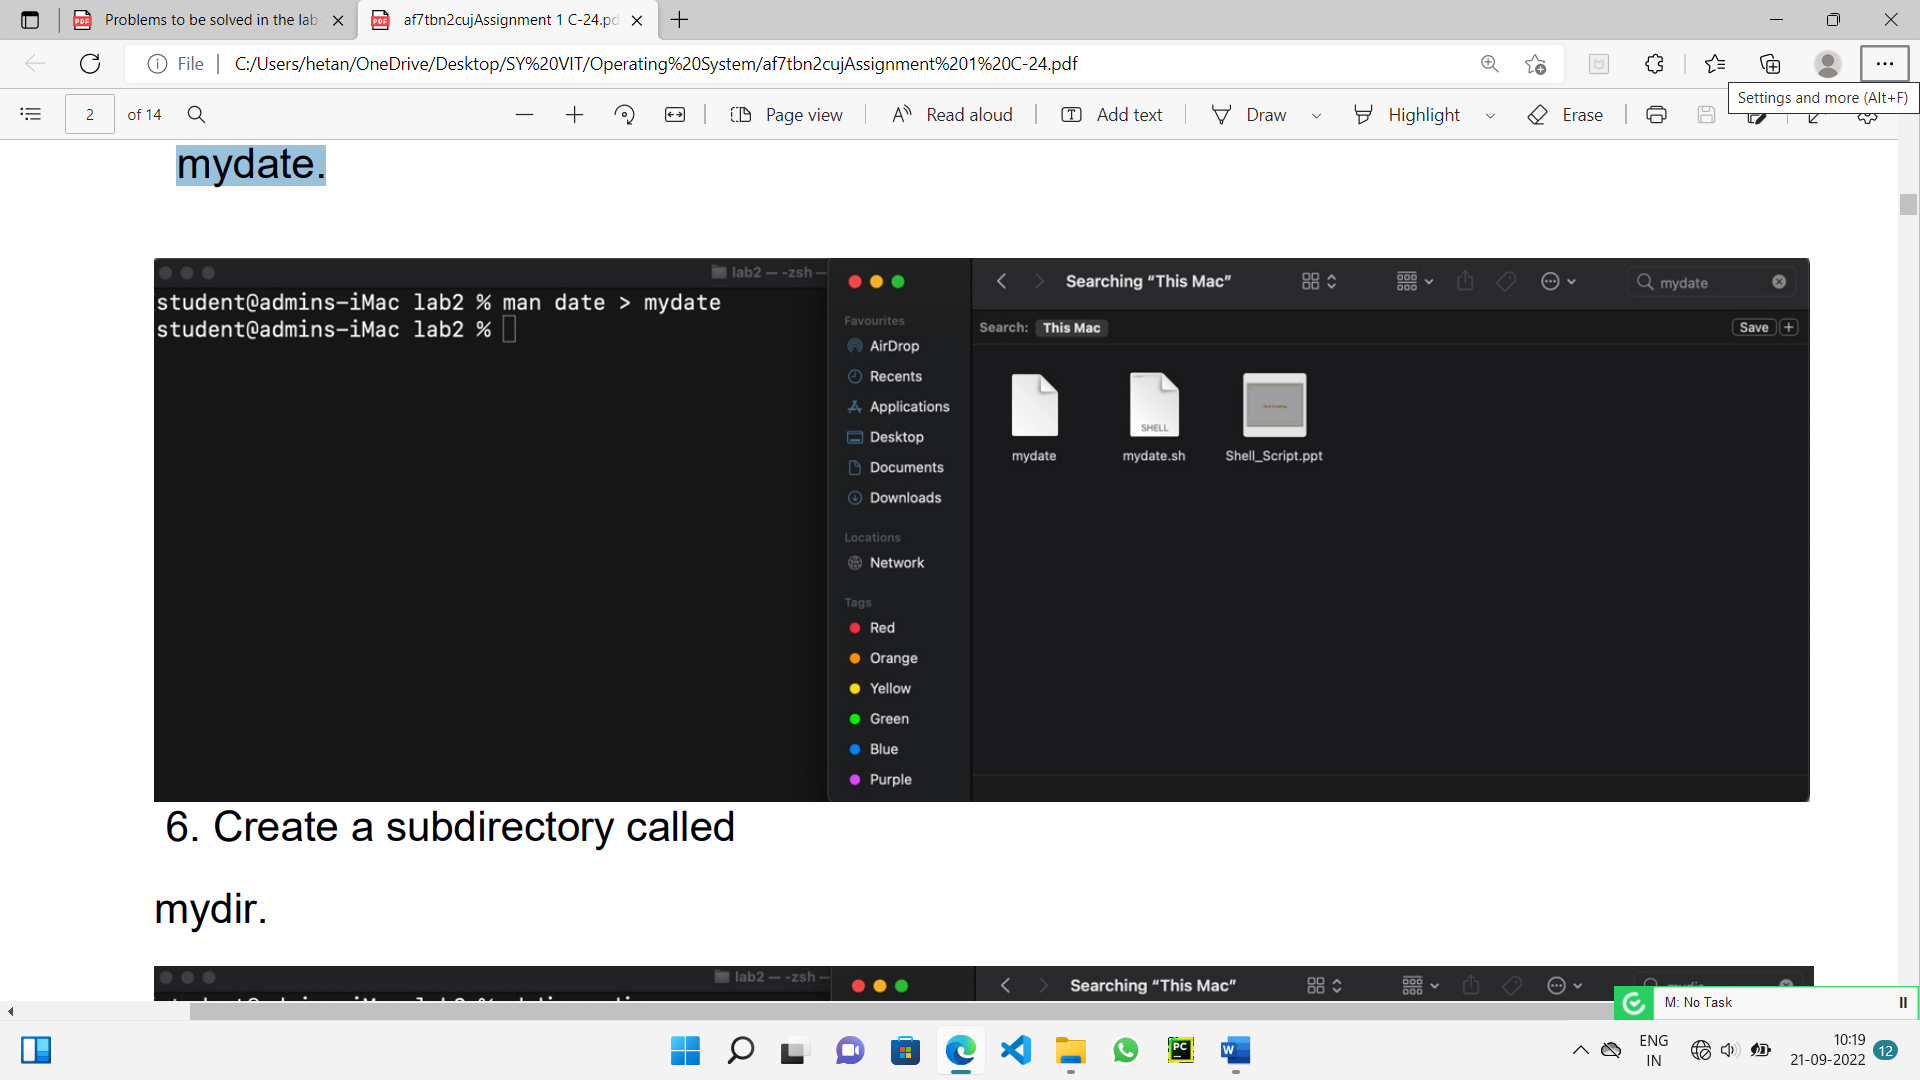 Problems to be solved in the lab
af7tbn2cujAssignment 1 C-24.pd
File
C:/Users/hetan/OneDrive/Desktop/SY%20VIT/Operating%20System/af7tbn2cujAssignment%201%20C-24.pdf
Settings and more (Alt+F)
2 of 14
Page view
Read aloud
Add text
Draw
Highlight
Erase
mydate.
lab2 — -zsh —
student@admins-iMac lab2 % man date > mydate
student@admins-iMac lab2 %
Favourites
AirDrop
Recents
Applications
Desktop
Documents
Downloads
Locations
Network
Tags
Red
Orange
Yellow
Green
Blue
Purple
Searching “This Mac”
mydate
Search: This Mac
Save
SHELL
mydate
mydate.sh
Shell_Script.ppt
6. Create a subdirectory called
mydir.
lab2 — -zsh —
Searching “This Mac”
M: No Task
ENG
IN
10:19
21-09-2022
12